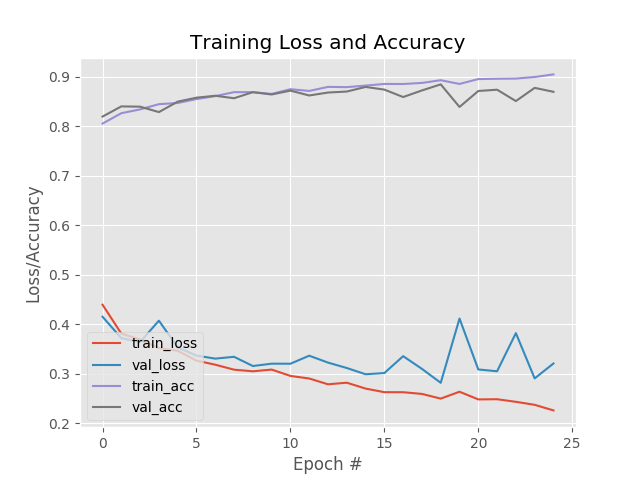 Training Loss and Accuracy
Loss/Accuracy
0.9
0.8
0.7
0.6
0.5
0.4
0.3
0.2
train_loss
val_loss
train_acc
val_acc
0 5 10 15 20 25
Epoch #